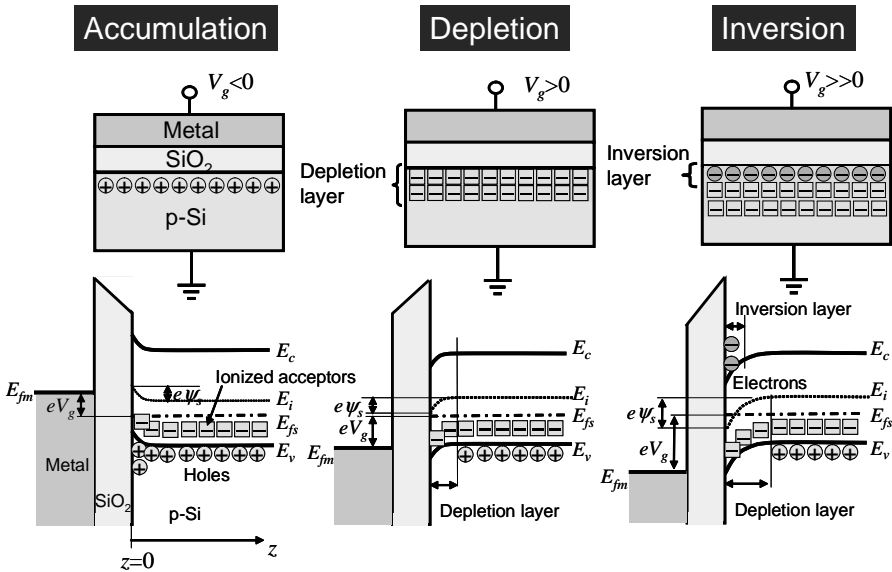 Accumulation
Depletion
Inversion
V_g<0
V_g>0
V_g>>0
Metal
SiO₂
p-Si
Depletion
layer
Inversion
layer
E_c
Ionized acceptors
E_fm
eψ_s
E_i
eV_g
E_fs
E_v
Metal
Holes
SiO₂
p-Si
z=0
z
E_c
eψ_s
E_i
eV_g
E_fs
E_fm
E_v
Depletion layer
Inversion layer
E_c
Electrons
E_i
eψ_s
E_fs
eV_g
E_v
E_fm
Depletion layer